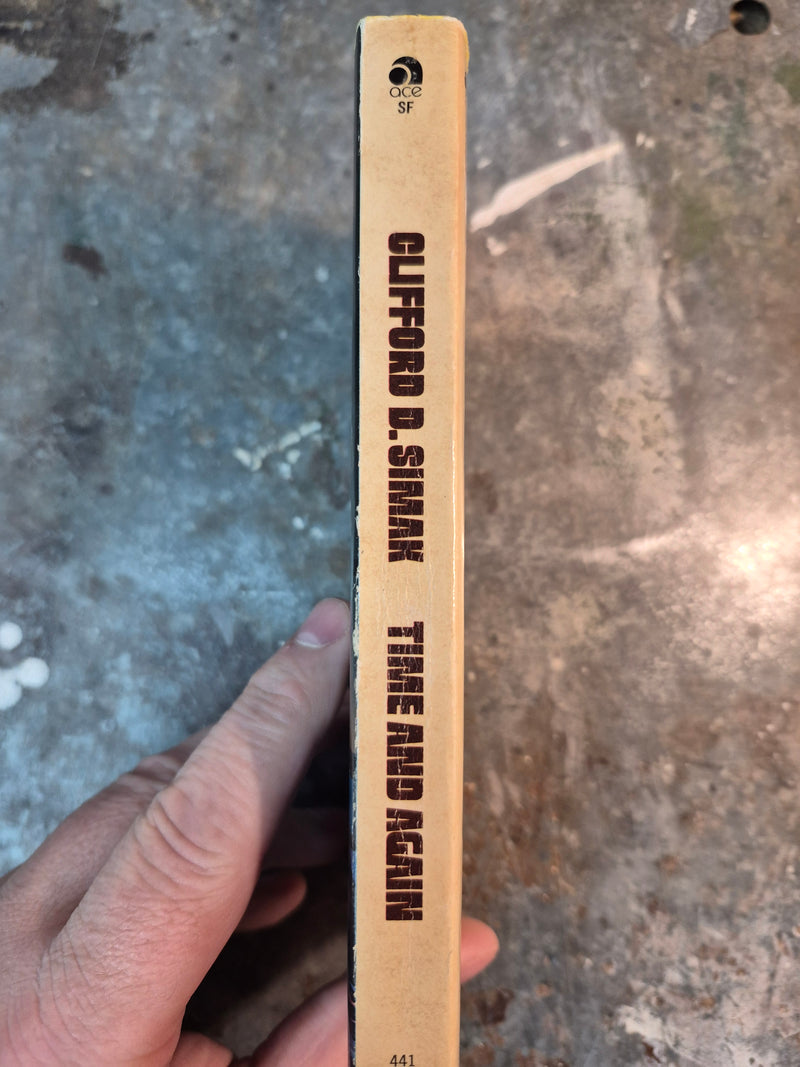 ace
SF
CLIFFORD D. SIMAK
TIME AND AGAIN
441